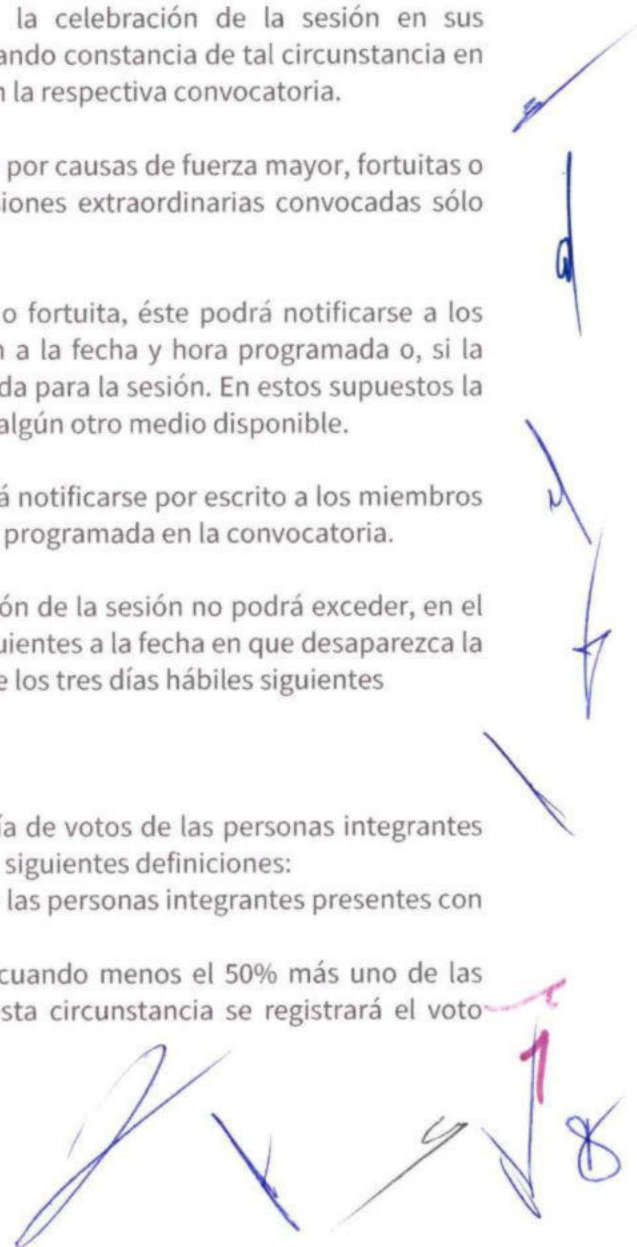 la celebración de la sesión en sus
ando constancia de tal circunstancia en
n la respectiva convocatoria.
por causas de fuerza mayor, fortuitas o
siones extraordinarias convocadas sólo
o fortuita, éste podrá notificarse a los
n a la fecha y hora programada o, si la
da para la sesión. En estos supuestos la
algún otro medio disponible.
á notificarse por escrito a los miembros
programada en la convocatoria.
ón de la sesión no podrá exceder, en el
uientes a la fecha en que desaparezca la
e los tres días hábiles siguientes
ía de votos de las personas integrantes
siguientes definiciones:
las personas integrantes presentes con
cuando menos el 50% más uno de las
sta circunstancia se registrará el voto